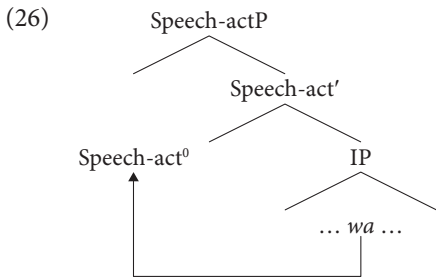 (26)
Speech-actP
Speech-act′
Speech-act⁰
IP
… wa …